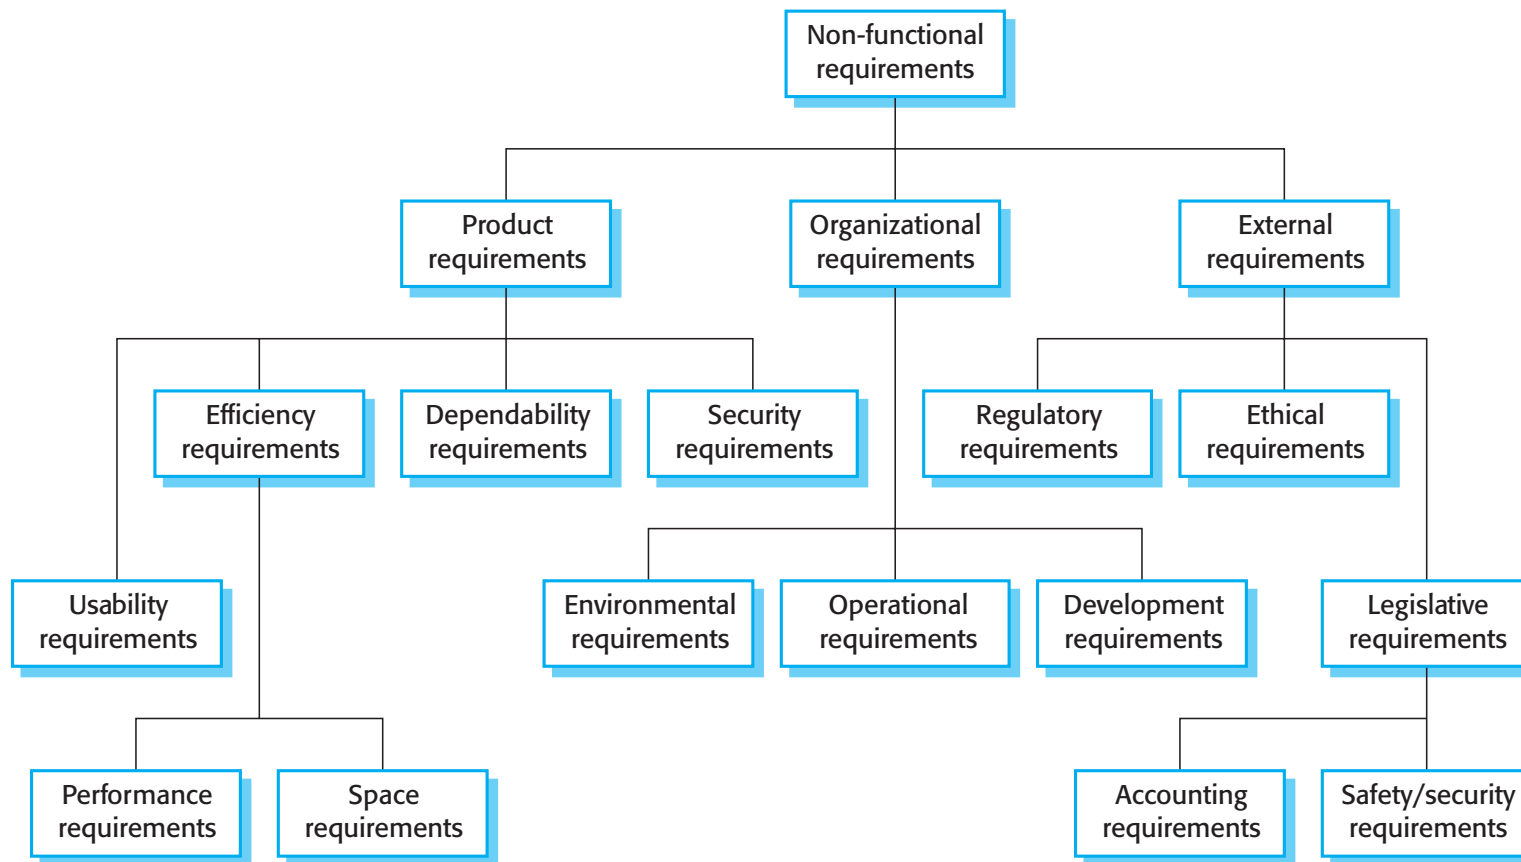 Non-functional
requirements
Product
requirements
Organizational
requirements
External
requirements
Efficiency
requirements
Dependability
requirements
Security
requirements
Regulatory
requirements
Ethical
requirements
Usability
requirements
Environmental
requirements
Operational
requirements
Development
requirements
Legislative
requirements
Performance
requirements
Space
requirements
Accounting
requirements
Safety/security
requirements